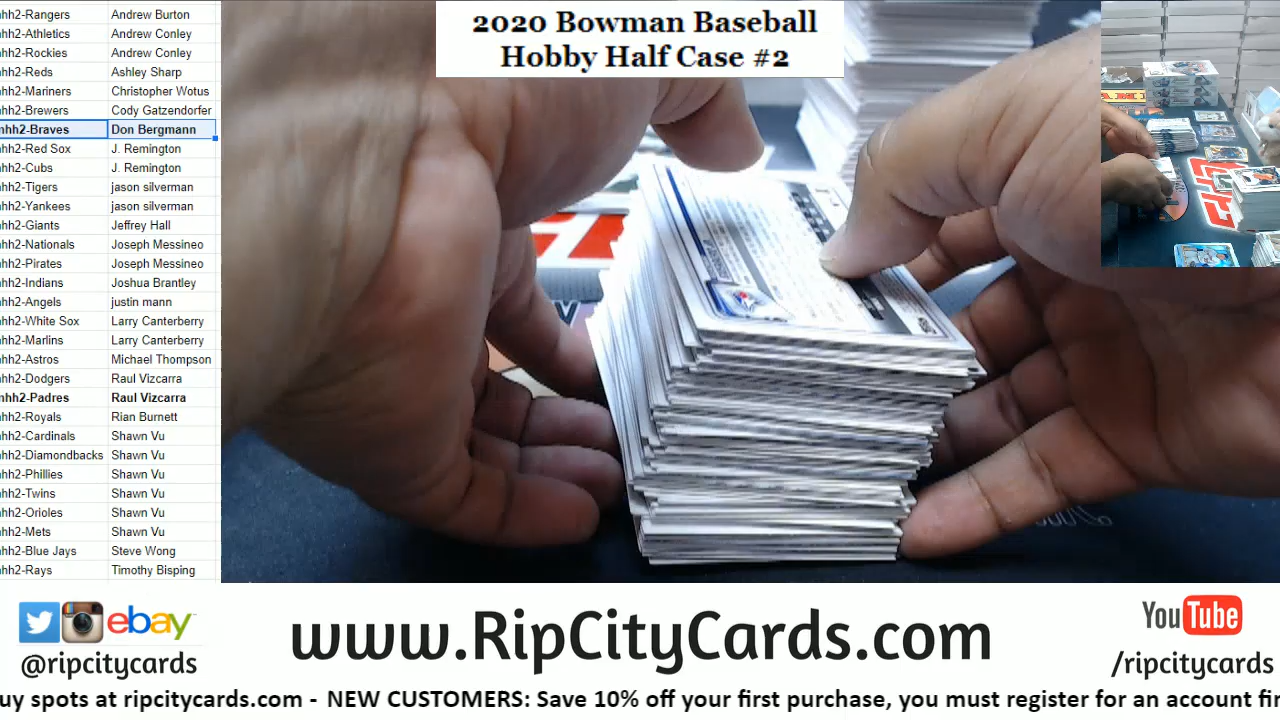 hh2-Rangers Andrew Burton
hh2-Athletics Andrew Conley
hh2-Rockies Andrew Conley
hh2-Reds Ashley Sharp
hh2-Mariners Christopher Wotus
hh2-Brewers Cody Gatzendorfer
hh2-Braves Don Bergmann
hh2-Red Sox J. Remington
hh2-Cubs J. Remington
hh2-Tigers jason silverman
hh2-Yankees jason silverman
hh2-Giants Jeffrey Hall
hh2-Nationals Joseph Messineo
hh2-Pirates Joseph Messineo
hh2-Indians Joshua Brantley
hh2-Angels justin mann
hh2-White Sox Larry Canterberry
hh2-Marlins Larry Canterberry
hh2-Astros Michael Thompson
hh2-Dodgers Raul Vizcarra
hh2-Padres Raul Vizcarra
hh2-Royals Rian Burnett
hh2-Cardinals Shawn Vu
hh2-Diamondbacks Shawn Vu
hh2-Phillies Shawn Vu
hh2-Twins Shawn Vu
hh2-Orioles Shawn Vu
hh2-Mets Shawn Vu
hh2-Blue Jays Steve Wong
hh2-Rays Timothy Bisping
2020 Bowman Baseball
Hobby Half Case #2
ebay
@ripcitycards
www.RipCityCards.com
YouTube
/ripcitycards
uy spots at ripcitycards.com - NEW CUSTOMERS: Save 10% off your first purchase, you must register for an account fi